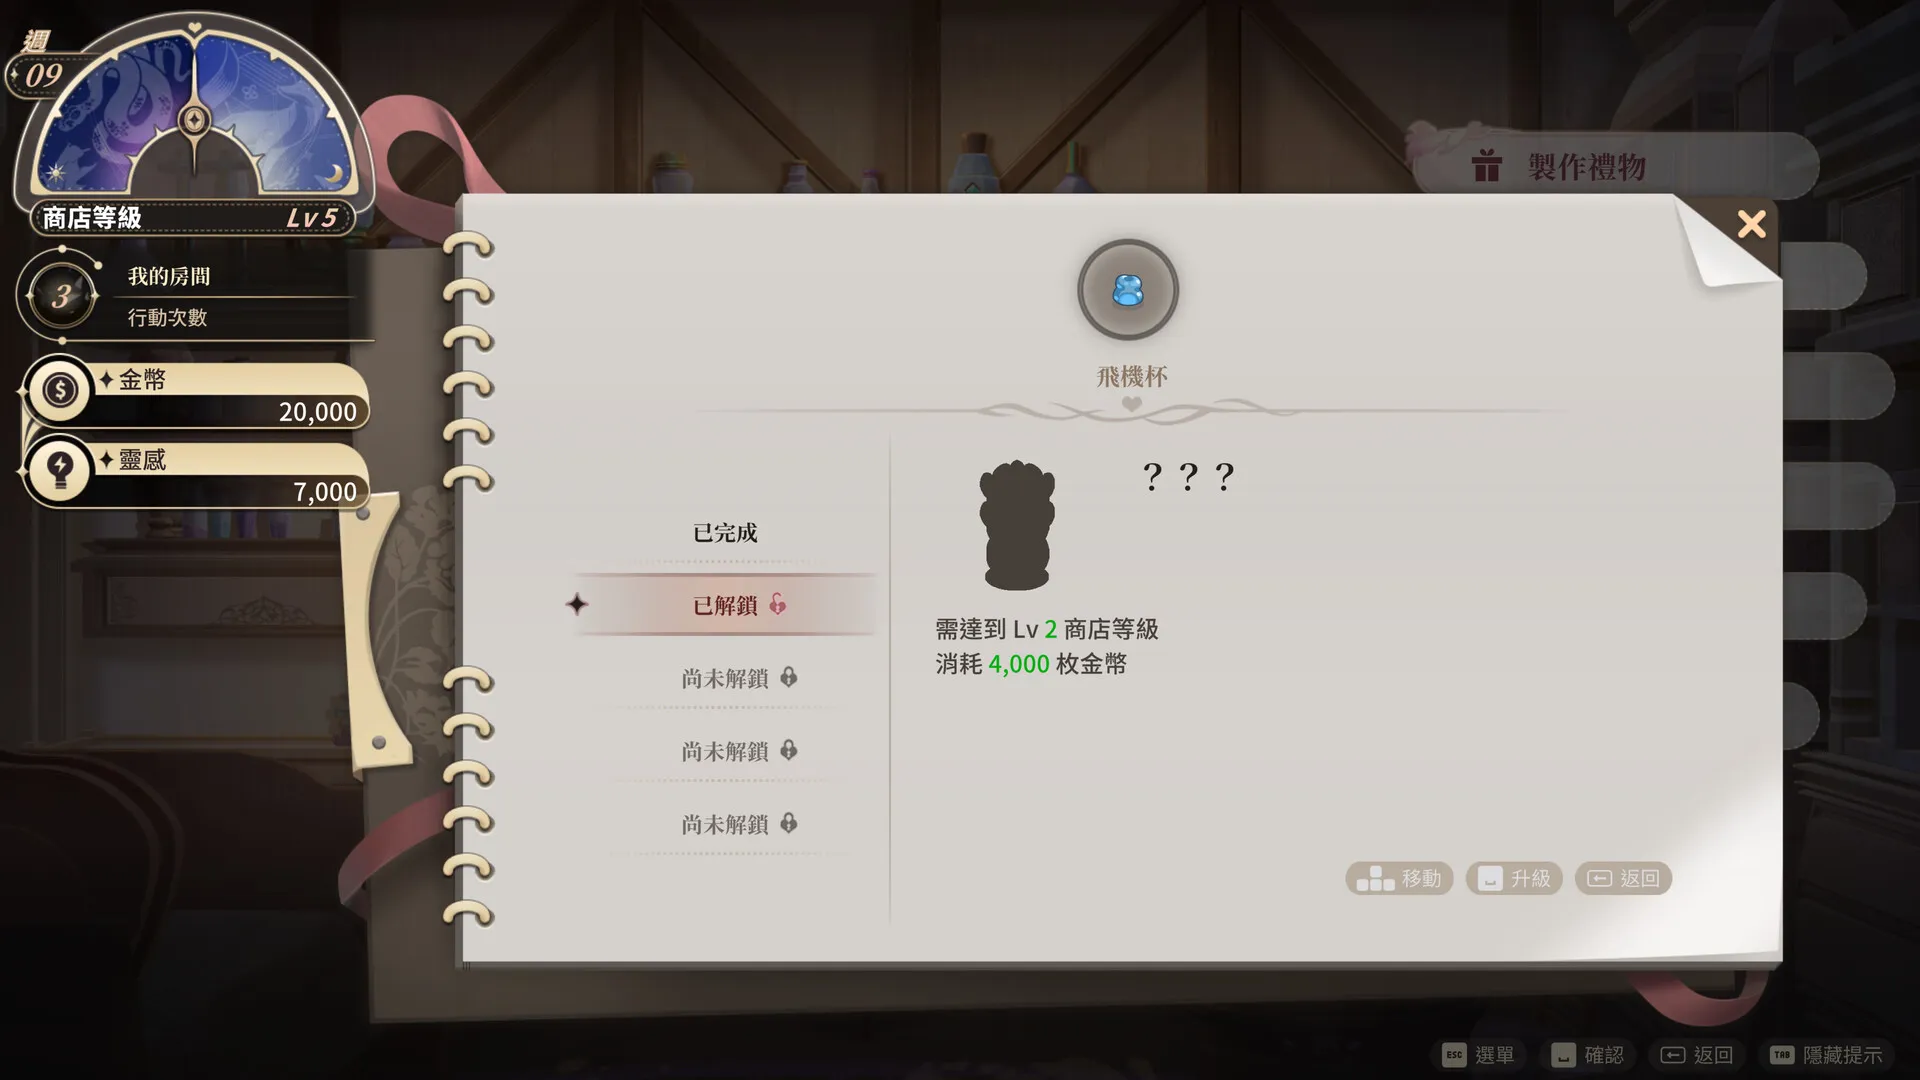 週
09
商店等級 Lv 5
3
我的房間
行動次數
金幣
20,000
靈感
7,000
製作禮物
飛機杯
已完成
已解鎖
尚未解鎖
尚未解鎖
尚未解鎖
？？？
需達到 Lv 2 商店等級
消耗 4,000 枚金幣
移動
升級
返回
ESC 選單
確認
返回
TAB 隱藏提示